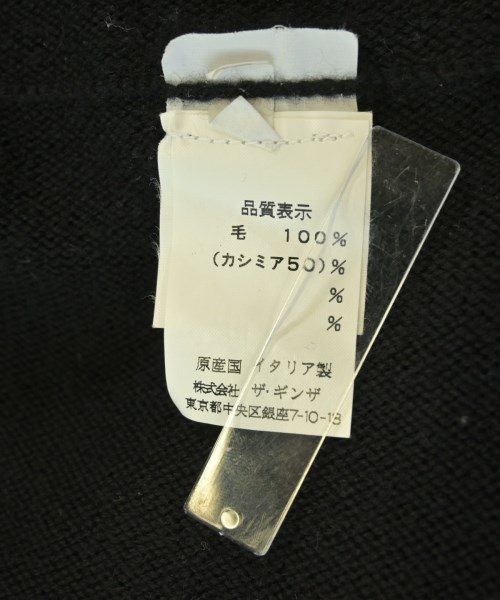 品質表示
毛 100%
(カシミア50)%
%
%
原産国 イタリア製
株式会社 ザ・ギンザ
東京都中央区銀座7-10-13